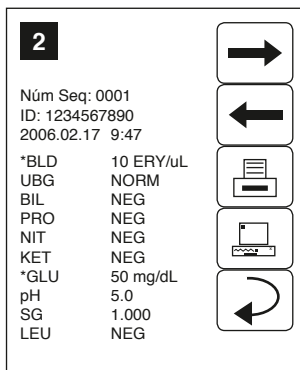 2
Núm Seq: 0001
ID: 1234567890
2006.02.17 9:47
*BLD 10 ERY/uL
UBG NORM
BIL NEG
PRO NEG
NIT NEG
KET NEG
*GLU 50 mg/dL
pH 5.0
SG 1.000
LEU NEG